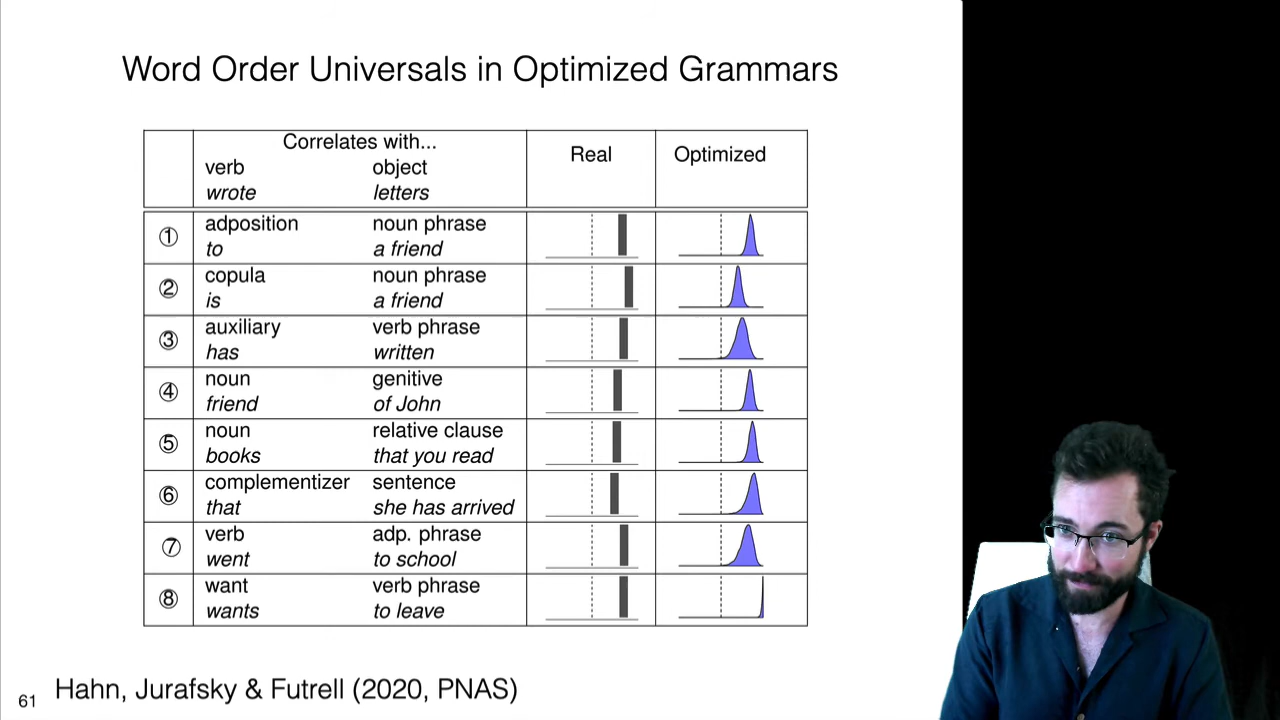 Word Order Universals in Optimized Grammars
Correlates with...
Real
Optimized
verb object
wrote letters
① adposition noun phrase
to a friend
② copula noun phrase
is a friend
③ auxiliary verb phrase
has written
④ noun genitive
friend of John
⑤ noun relative clause
books that you read
⑥ complementizer sentence
that she has arrived
⑦ verb adp. phrase
went to school
⑧ want verb phrase
wants to leave
61 Hahn, Jurafsky & Futrell (2020, PNAS)